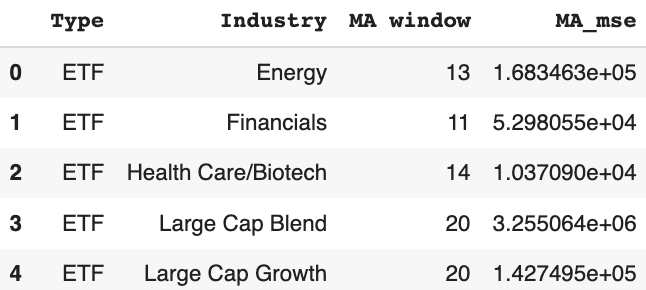 Type Industry MA window MA_mse
0 ETF Energy 13 1.683463e+05
1 ETF Financials 11 5.298055e+04
2 ETF Health Care/Biotech 14 1.037090e+04
3 ETF Large Cap Blend 20 3.255064e+06
4 ETF Large Cap Growth 20 1.427495e+05